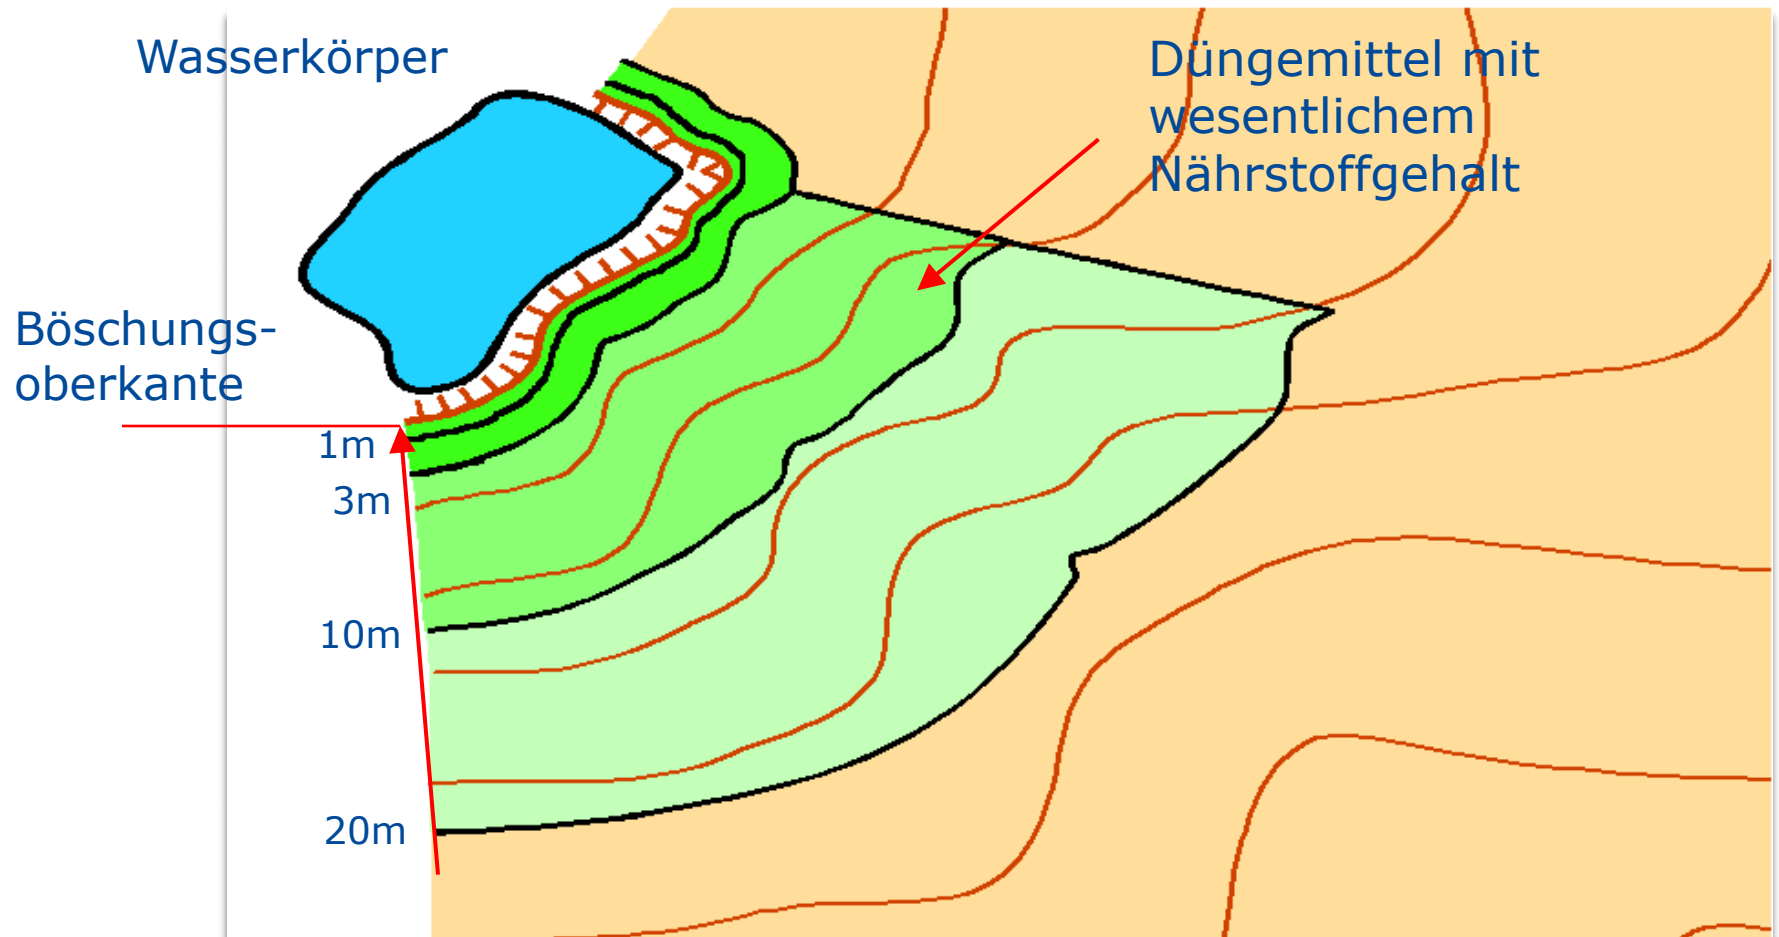 Wasserkörper
Düngemittel mit
wesentlichem
Nährstoffgehalt
Böschungs-
oberkante
1m
3m
10m
20m